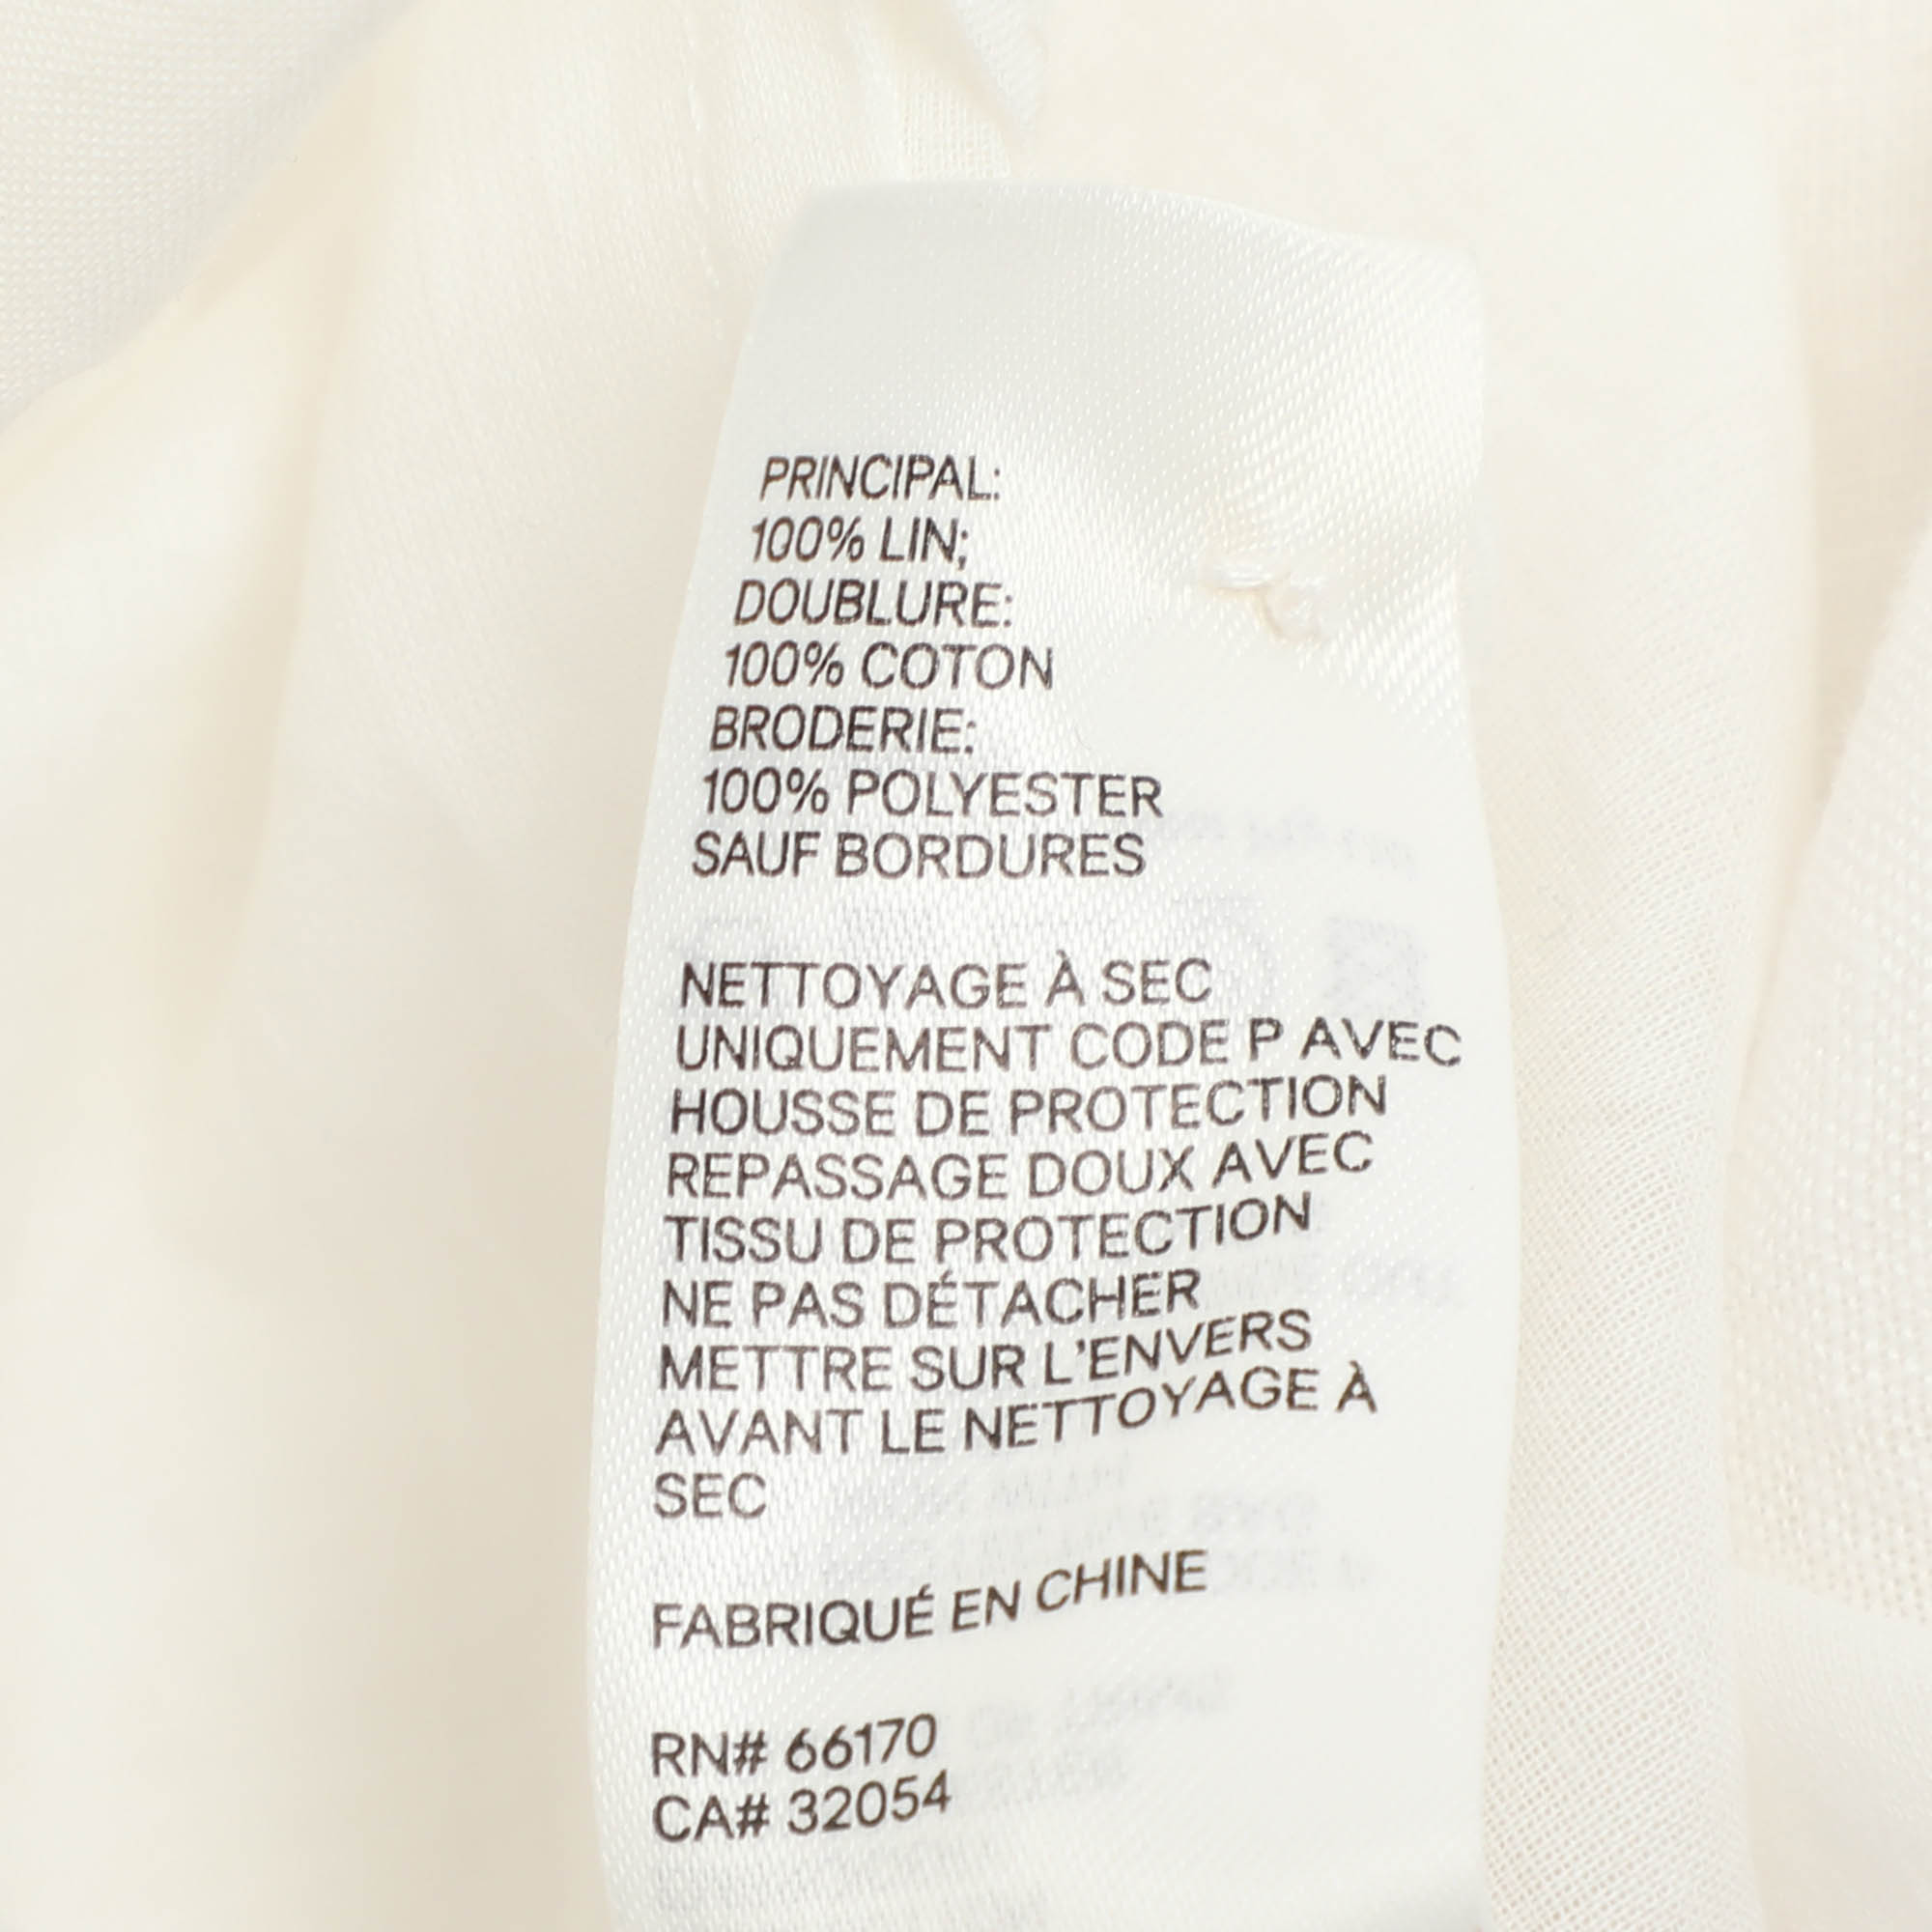 PRINCIPAL:
100% LIN;
DOUBLURE:
100% COTON
BRODERIE:
100% POLYESTER
SAUF BORDURES
NETTOYAGE À SEC
UNIQUEMENT CODE P AVEC
HOUSSE DE PROTECTION
REPASSAGE DOUX AVEC
TISSU DE PROTECTION
NE PAS DÉTACHER
METTRE SUR L'ENVERS
AVANT LE NETTOYAGE À
SEC
FABRIQUÉ EN CHINE
RN# 66170
CA# 32054